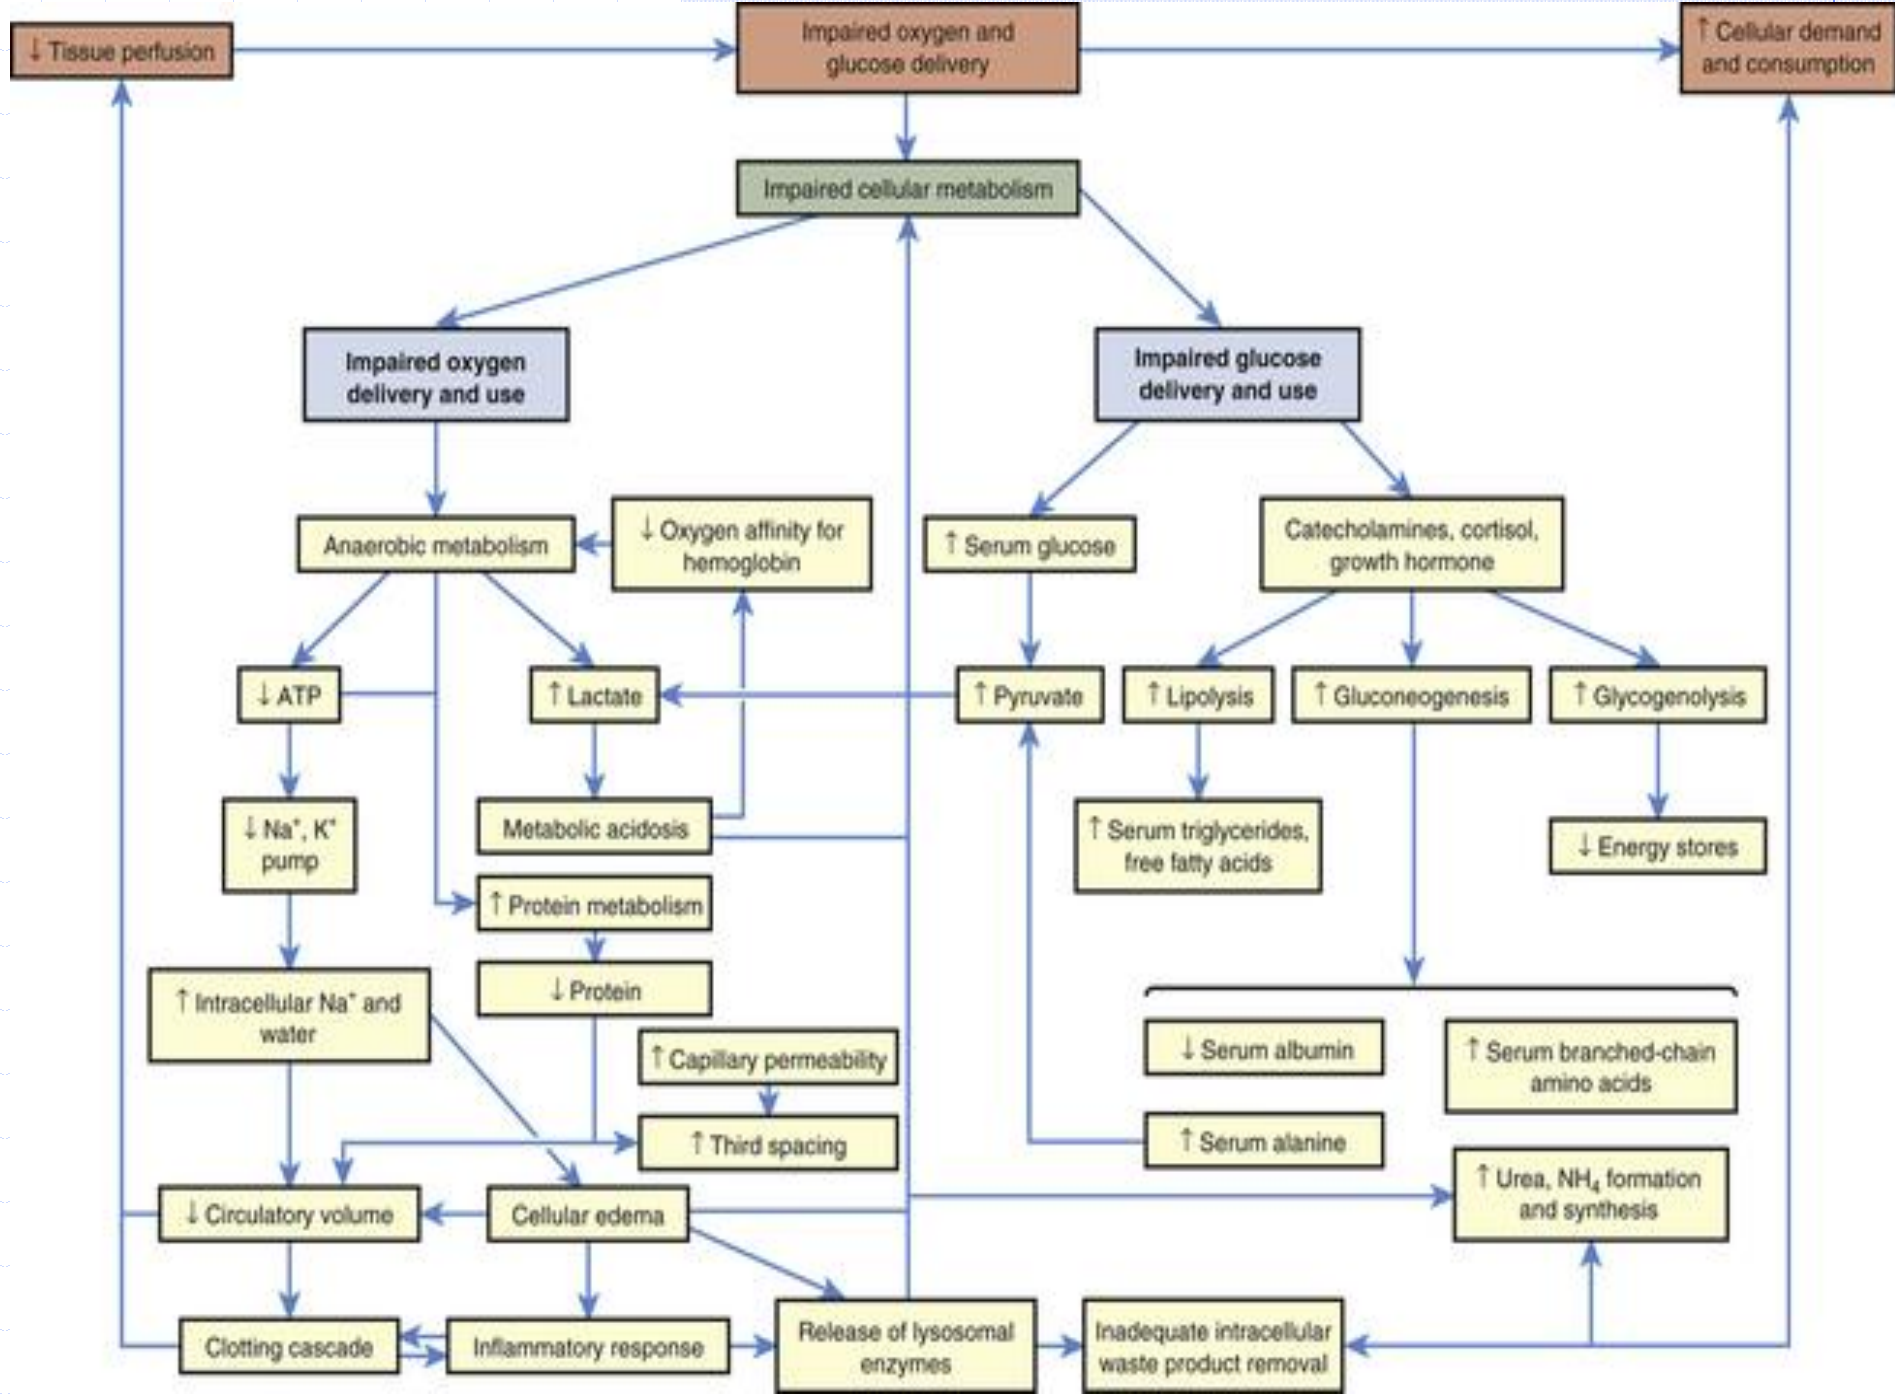 ↓ Tissue perfusion
Impaired oxygen and
glucose delivery
↑ Cellular demand
and consumption
Impaired cellular metabolism
Impaired oxygen
delivery and use
Impaired glucose
delivery and use
Anaerobic metabolism
↓ Oxygen affinity for
hemoglobin
↑ Serum glucose
Catecholamines, cortisol,
growth hormone
↓ ATP
↑ Lactate
↑ Pyruvate
↑ Lipolysis
↑ Gluconeogenesis
↑ Glycogenolysis
↓ Na⁺, K⁺
pump
Metabolic acidosis
↑ Serum triglycerides,
free fatty acids
↓ Energy stores
↑ Protein metabolism
↑ Intracellular Na⁺ and
water
↓ Protein
↑ Capillary permeability
↓ Serum albumin
↑ Serum branched-chain
amino acids
↑ Third spacing
↑ Serum alanine
↑ Urea, NH₄ formation
and synthesis
↓ Circulatory volume
Cellular edema
Clotting cascade
Inflammatory response
Release of lysosomal
enzymes
Inadequate intracellular
waste product removal